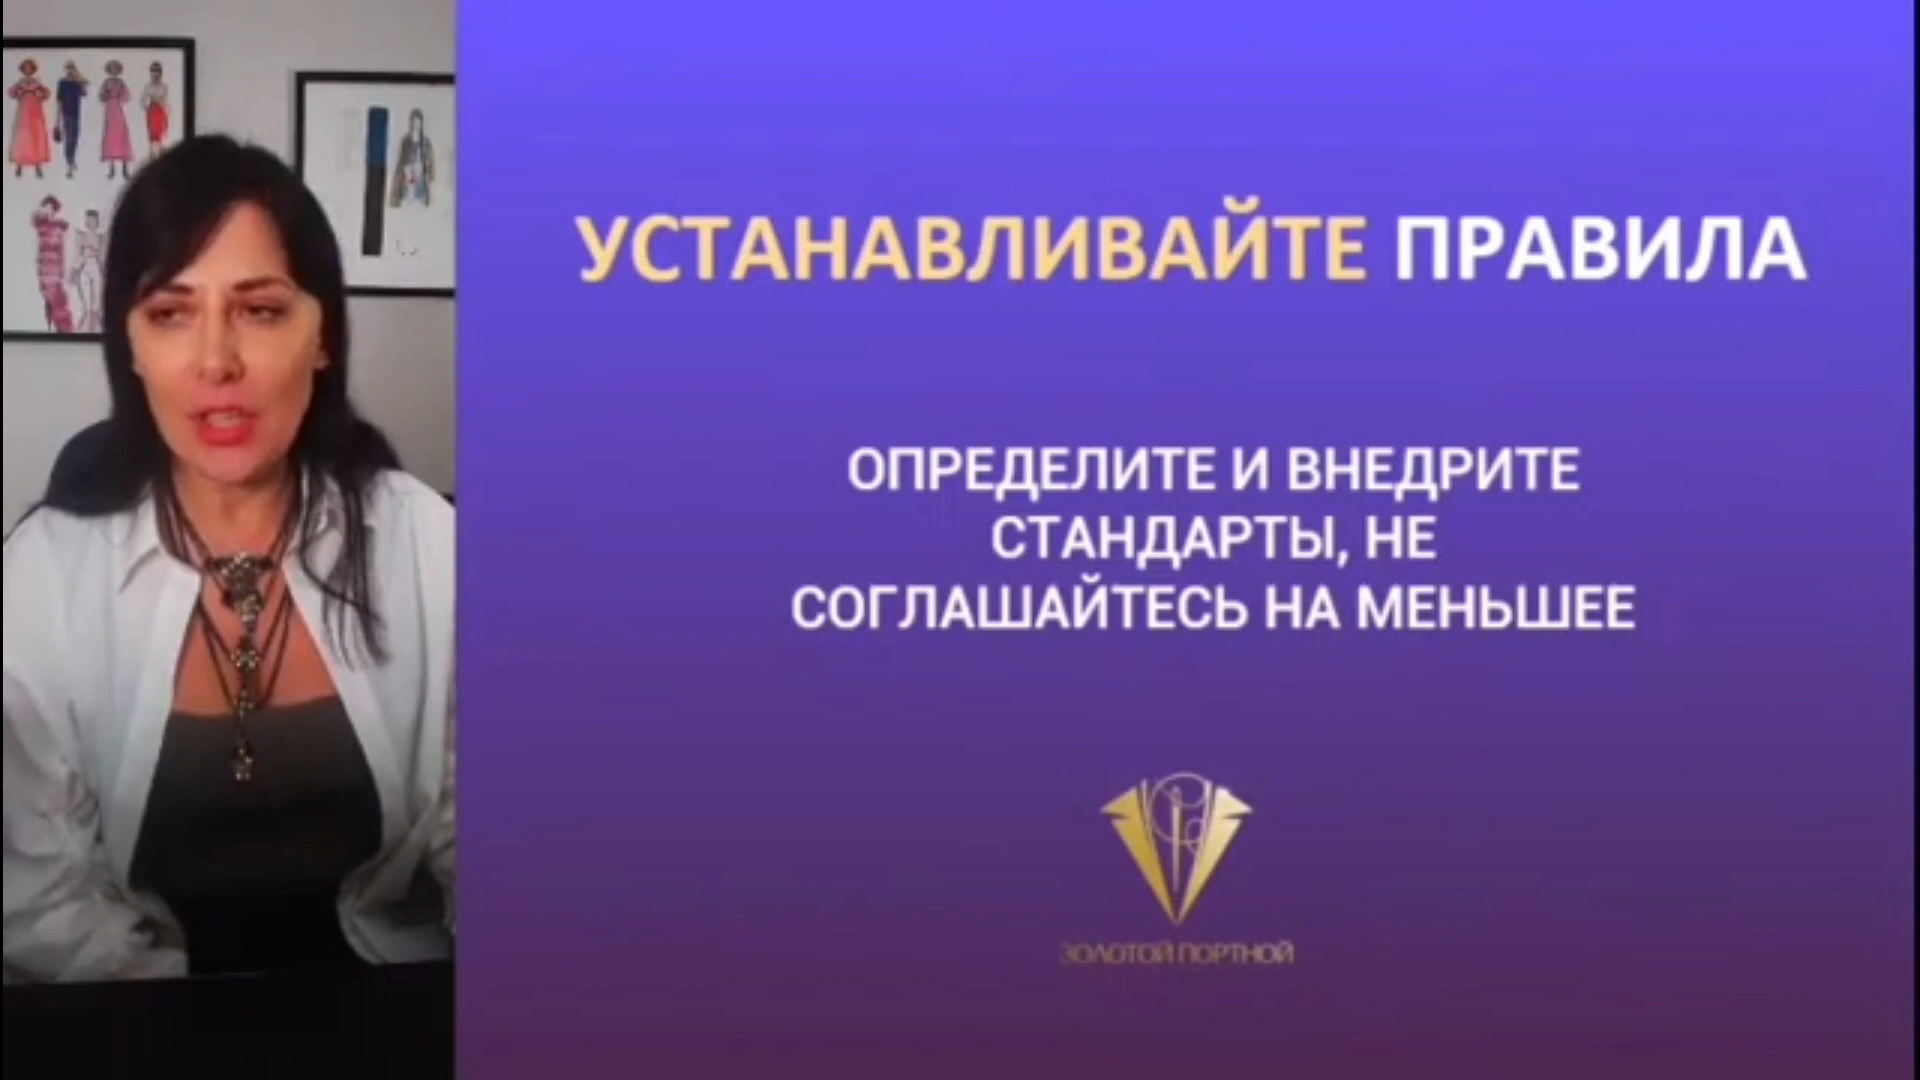 УСТАНАВЛИВАЙТЕ ПРАВИЛА
ОПРЕДЕЛИТЕ И ВНЕДРИТЕ
СТАНДАРТЫ, НЕ
СОГЛАШАЙТЕСЬ НА МЕНЬШЕЕ
ЗОЛОТОЙ ПОРТНОЙ